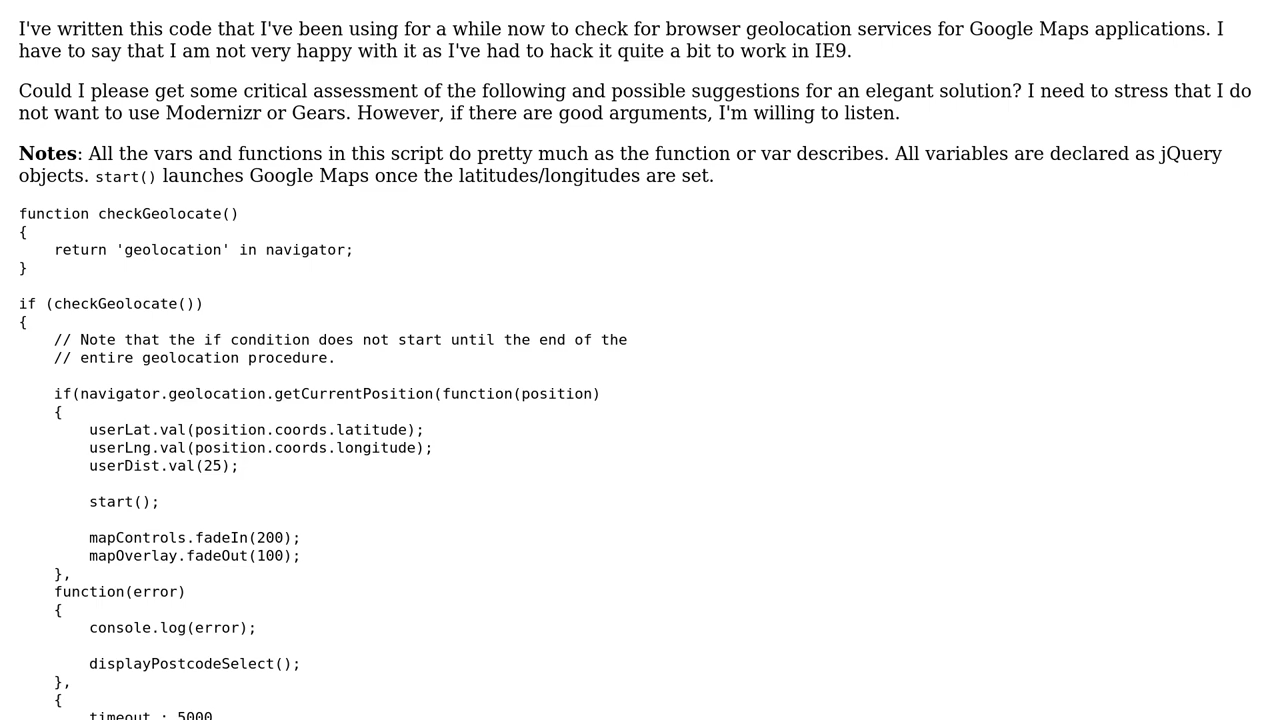 I've written this code that I've been using for a while now to check for browser geolocation services for Google Maps applications. I
have to say that I am not very happy with it as I've had to hack it quite a bit to work in IE9.
Could I please get some critical assessment of the following and possible suggestions for an elegant solution? I need to stress that I do
not want to use Modernizr or Gears. However, if there are good arguments, I'm willing to listen.
Notes: All the vars and functions in this script do pretty much as the function or var describes. All variables are declared as jQuery
objects. start() launches Google Maps once the latitudes/longitudes are set.
function checkGeolocate()
{
    return 'geolocation' in navigator;
}
if (checkGeolocate())
{
    // Note that the if condition does not start until the end of the
    // entire geolocation procedure.
    if(navigator.geolocation.getCurrentPosition(function(position)
    {
        userLat.val(position.coords.latitude);
        userLng.val(position.coords.longitude);
        userDist.val(25);
        start();
        mapControls.fadeIn(200);
        mapOverlay.fadeOut(100);
    },
    function(error)
    {
        console.log(error);
        displayPostcodeSelect();
    },
    {
        timeout : 5000